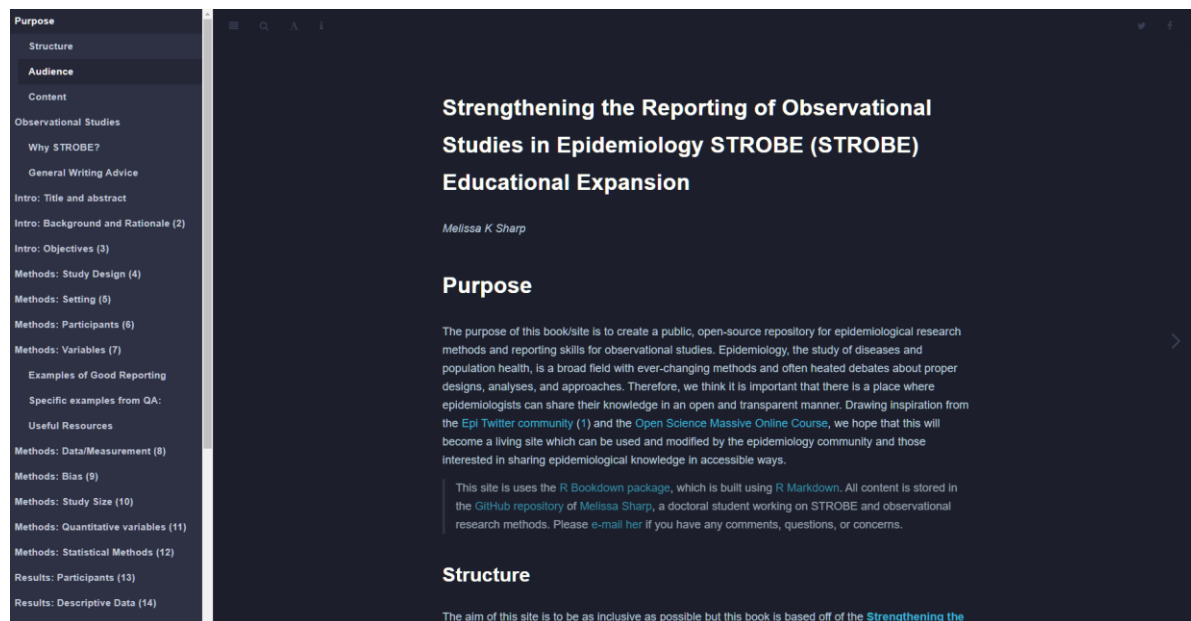 Purpose
Structure
Audience
Content
Observational Studies
Why STROBE?
General Writing Advice
Intro: Title and abstract
Intro: Background and Rationale (2)
Intro: Objectives (3)
Methods: Study Design (4)
Methods: Setting (5)
Methods: Participants (6)
Methods: Variables (7)
Examples of Good Reporting
Specific examples from QA:
Useful Resources
Methods: Data/Measurement (8)
Methods: Bias (9)
Methods: Study Size (10)
Methods: Quantitative variables (11)
Methods: Statistical Methods (12)
Results: Participants (13)
Results: Descriptive Data (14)
Strengthening the Reporting of Observational
Studies in Epidemiology STROBE (STROBE)
Educational Expansion
Melissa K Sharp
Purpose
The purpose of this book/site is to create a public, open-source repository for epidemiological research
methods and reporting skills for observational studies. Epidemiology, the study of diseases and
population health, is a broad field with ever-changing methods and often heated debates about proper
designs, analyses, and approaches. Therefore, we think it is important that there is a place where
epidemiologists can share their knowledge in an open and transparent manner. Drawing inspiration from
the Epi Twitter community (1) and the Open Science Massive Online Course, we hope that this will
become a living site which can be used and modified by the epidemiology community and those
interested in sharing epidemiological knowledge in accessible ways.
This site is uses the R Bookdown package, which is built using R Markdown. All content is stored in
the GitHub repository of Melissa Sharp, a doctoral student working on STROBE and observational
research methods. Please e-mail her if you have any comments, questions, or concerns.
Structure
The aim of this site is to be as inclusive as possible but this book is based off of the Strengthening the